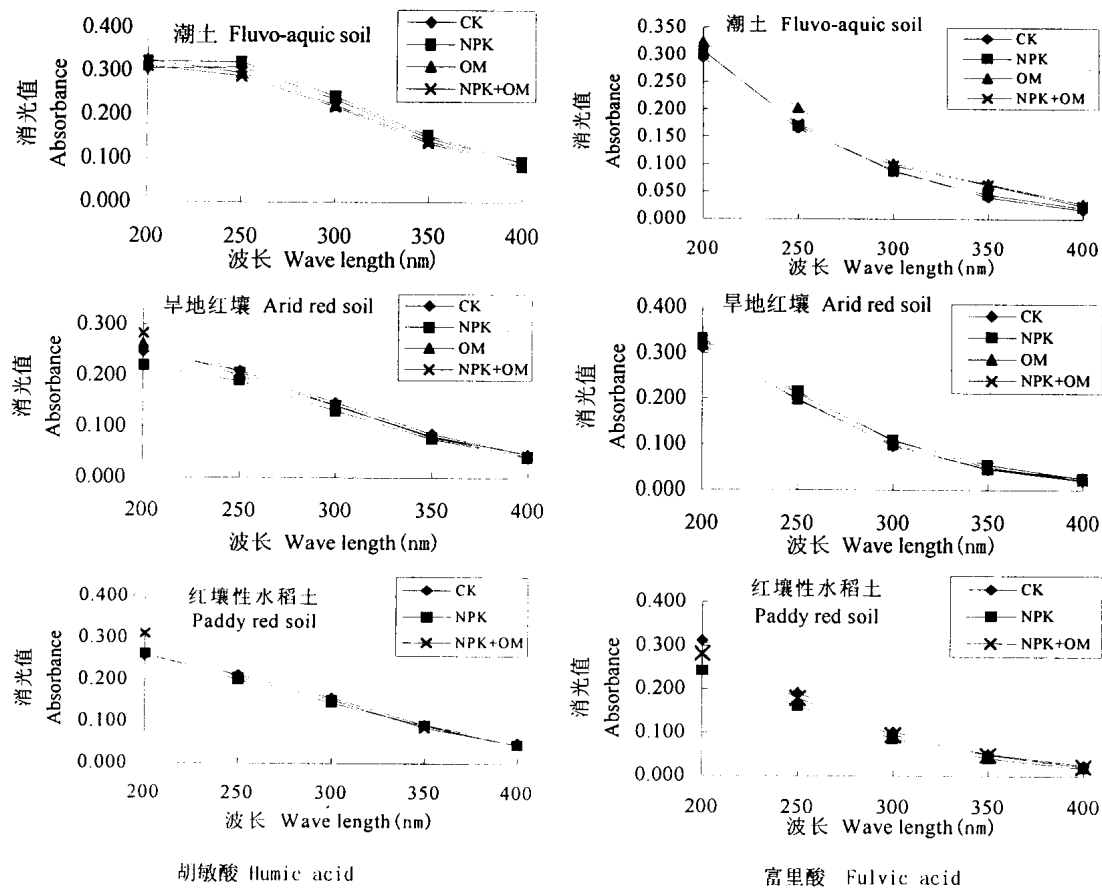 潮土 Fluvo-aquic soil
CK
NPK
OM
NPK+OM
消光值
Absorbance
0.400
0.300
0.200
0.100
0.000
200
250
300
350
400
波长 Wave length(nm)
潮土 Fluvo-aquic soil
CK
NPK
OM
NPK+OM
消光值
Absorbance
0.350
0.300
0.250
0.200
0.150
0.100
0.050
0.000
200
250
300
350
400
波长 Wave length(nm)
旱地红壤 Arid red soil
CK
NPK
OM
NPK+OM
消光值
Absorbance
0.300
0.200
0.100
0.000
200
250
300
350
400
波长 Wave length(nm)
旱地红壤 Arid red soil
CK
NPK
OM
NPK+OM
消光值
Absorbance
0.400
0.300
0.200
0.100
0.000
200
250
300
350
400
波长 Wave length(nm)
红壤性水稻土
Paddy red soil
CK
NPK
NPK+OM
消光值
Absorbance
0.400
0.300
0.200
0.100
0.000
200
250
300
350
400
波长 Wave length(nm)
红壤性水稻土
Paddy red soil
CK
NPK
NPK+OM
消光值
Absorbance
0.400
0.300
0.200
0.100
0.000
200
250
300
350
400
波长 Wave length(nm)
胡敏酸 Humic acid
富里酸 Fulvic acid